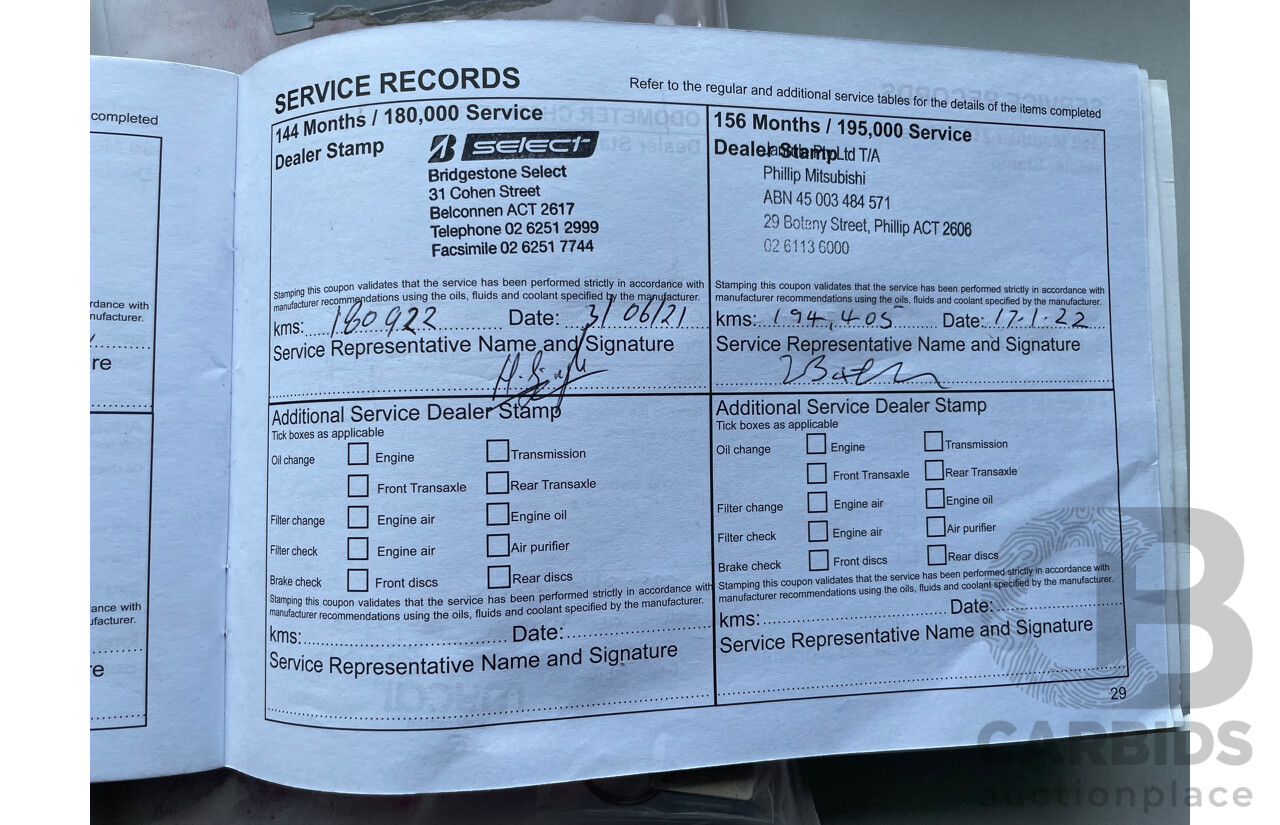 completed
rdance with
nufacturer.
re
ance with
ufacturer.
e
SERVICE RECORDS
Refer to the regular and additional service tables for the details of the items completed
144 Months / 180,000 Service
Dealer Stamp
select
Bridgestone Select
31 Cohen Street
Belconnen ACT 2617
Telephone 02 6251 2999
Facsimile 02 6251 7744
Stamping this coupon validates that the service has been performed strictly in accordance with
manufacturer recommendations using the oils, fluids and coolant specified by the manufacturer.
kms: 180922 Date: 3/06/21
Service Representative Name and Signature
H. Singh
Additional Service Dealer Stamp
Tick boxes as applicable
Oil change Engine Transmission
Front Transaxle Rear Transaxle
Filter change Engine air Engine oil
Filter check Engine air Air purifier
Brake check Front discs Rear discs
Stamping this coupon validates that the service has been performed strictly in accordance with
manufacturer recommendations using the oils, fluids and coolant specified by the manufacturer.
kms: Date:
Service Representative Name and Signature
156 Months / 195,000 Service
Dealer Stamp
Pty Ltd T/A
Phillip Mitsubishi
ABN 45 003 484 571
29 Botany Street, Phillip ACT 2606
02 6113 6000
Stamping this coupon validates that the service has been performed strictly in accordance with
manufacturer recommendations using the oils, fluids and coolant specified by the manufacturer.
kms: 194,405 Date: 17.1.22
Service Representative Name and Signature
Additional Service Dealer Stamp
Tick boxes as applicable
Oil change Engine Transmission
Front Transaxle Rear Transaxle
Filter change Engine air Engine oil
Filter check Engine air Air purifier
Brake check Front discs Rear discs
Stamping this coupon validates that the service has been performed strictly in accordance with
manufacturer recommendations using the oils, fluids and coolant specified by the manufacturer.
kms: Date:
Service Representative Name and Signature
29
CB
CARBIDS
auctionplace